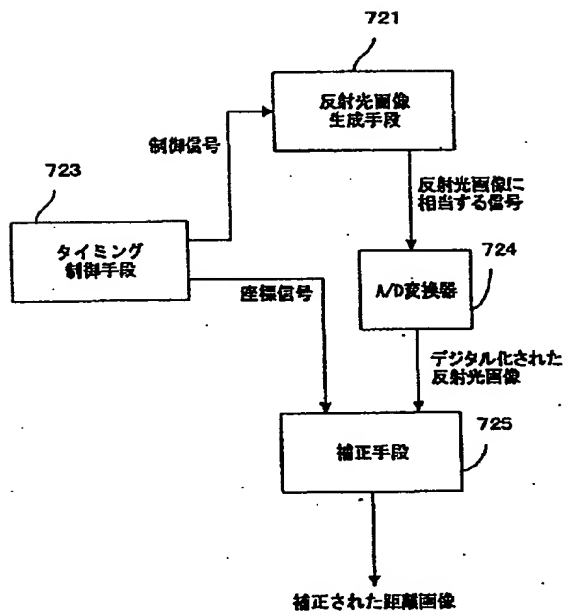 721
反射光画像
生成手段
制御信号
723
タイミング
制御手段
反射光画像に
相当する信号
724
座標信号
A/D変換器
デジタル化された
反射光画像
725
補正手段
補正された距離画像